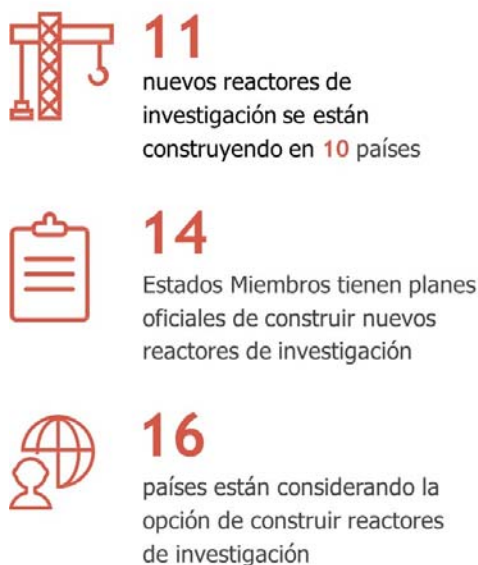 11
nuevos reactores de
investigación se están
construyendo en 10 países
14
Estados Miembros tienen planes
oficiales de construir nuevos
reactores de investigación
16
países están considerando la
opción de construir reactores
de investigación